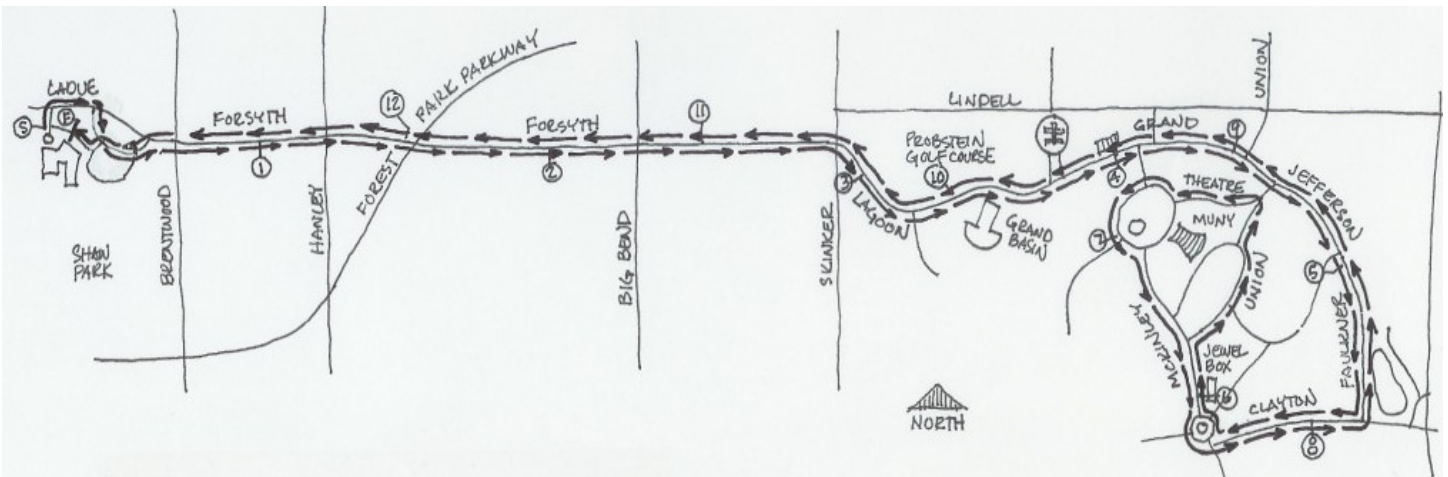 LADUE
S
F
FORSYTH
1
12
FOREST
PARK PARKWAY
FORSYTH
2
11
SHAW
PARK
BRENTWOOD
HANLEY
BIG BEND
SKINKER
3
LAGOON
PROBSTEIN
GOLF COURSE
10
GRAND
BASIN
LINDELL
4
GRAND
9
UNION
THEATRE
MUNY
7
JEFFERSON
5
UNION
MCKINLEY
JEWEL
BOX
6
FAULKNER
CLAYTON
8
NORTH